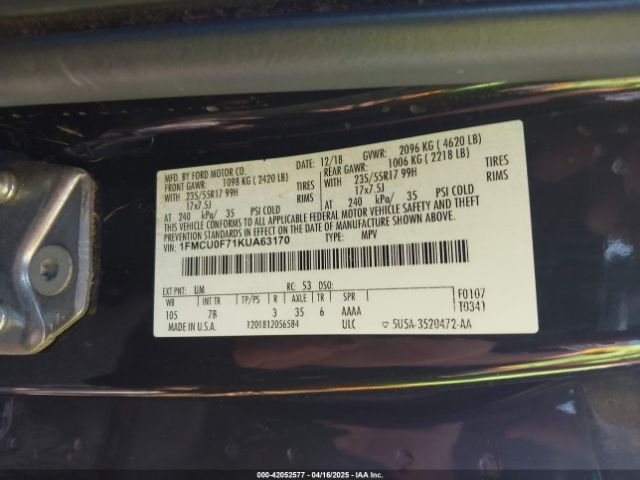 MFD. BY FORD MOTOR CO. DATE: 12/18 GVWR: 2096 KG ( 4620 LB)
FRONT GAWR: 1098 KG ( 2420 LB) REAR GAWR: 1006 KG ( 2218 LB)
WITH 235/55R17 99H TIRES WITH 235/55R17 99H TIRES
17x7.5J RIMS 17x7.5J RIMS
AT 240 kPa/ 35 PSI COLD AT 240 kPa/ 35 PSI COLD
THIS VEHICLE CONFORMS TO ALL APPLICABLE FEDERAL MOTOR VEHICLE SAFETY AND THEFT
PREVENTION STANDARDS IN EFFECT ON THE DATE OF MANUFACTURE SHOWN ABOVE.
VIN: 1FMCU0F71KUA63170 TYPE: MPV
EXT PNT: UM RC: 53 DSO:
WB INT TR TP/PS R AXLE TR SPR
105 7B 3 35 6 AAAA
F0107
T0341
MADE IN U.S.A. 1201812056584 ULC ▽ 5U5A-3520472-AA
000-42052577 - 04/16/2025 - IAA Inc.